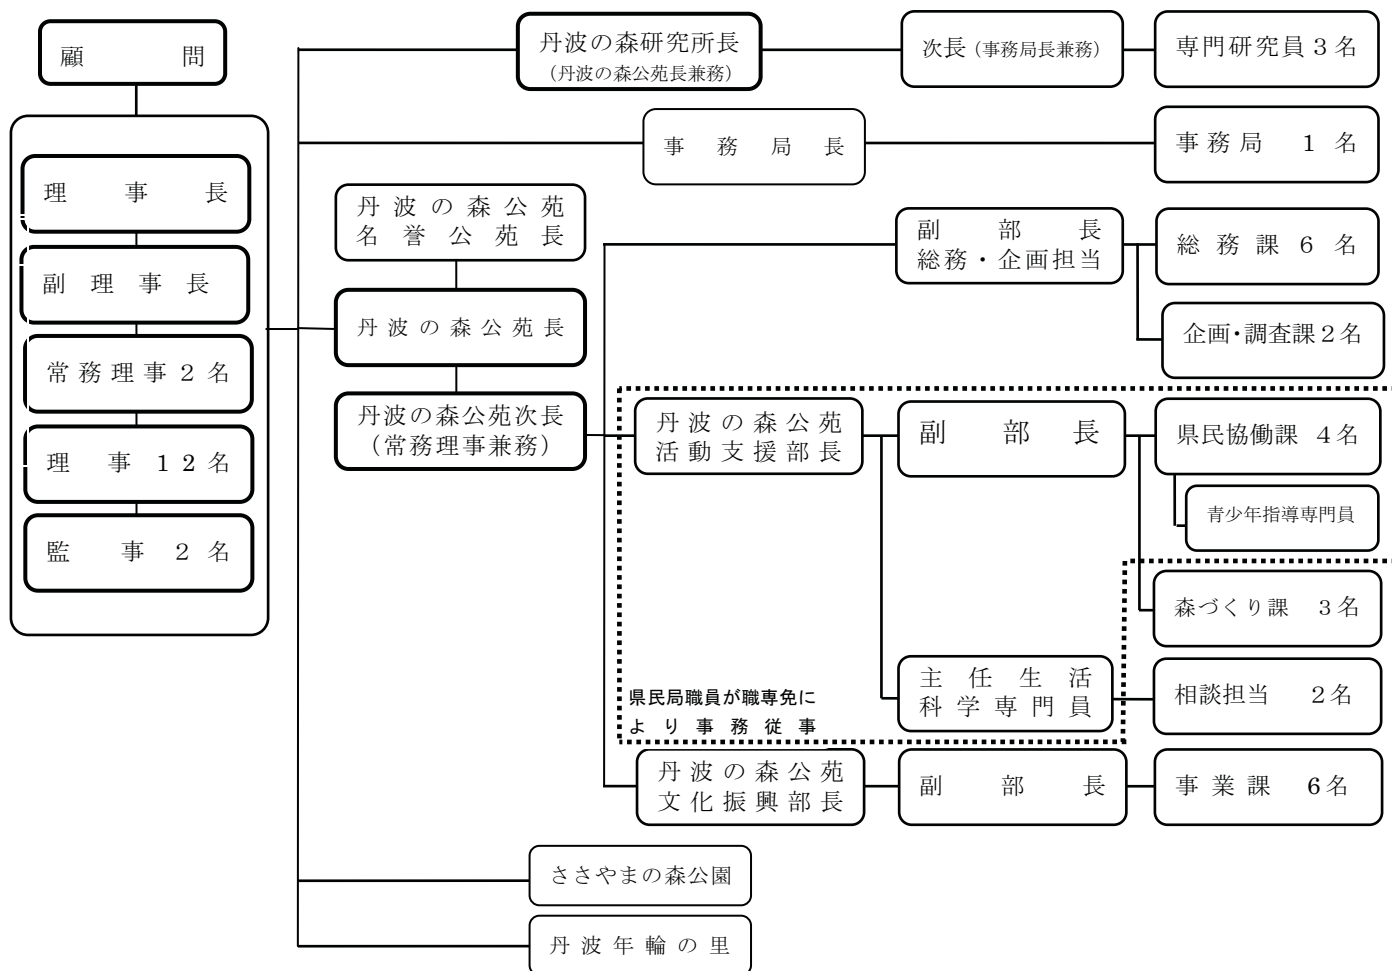 顧問
理事長
副理事長
常務理事2名
理事12名
監事2名
丹波の森研究所長
（丹波の森公苑長兼務）
次長（事務局長兼務）
専門研究員3名
事務局長
事務局 1名
丹波の森公苑
名誉公苑長
丹波の森公苑長
丹波の森公苑次長
（常務理事兼務）
副部長
総務・企画担当
総務課6名
企画・調査課2名
丹波の森公苑
活動支援部長
副部長
県民協働課 4名
青少年指導専門員
森づくり課 3名
主任生活
科学専門員
相談担当 2名
県民局職員が職専免に
より事務従事
丹波の森公苑
文化振興部長
副部長
事業課 6名
ささやまの森公園
丹波年輪の里